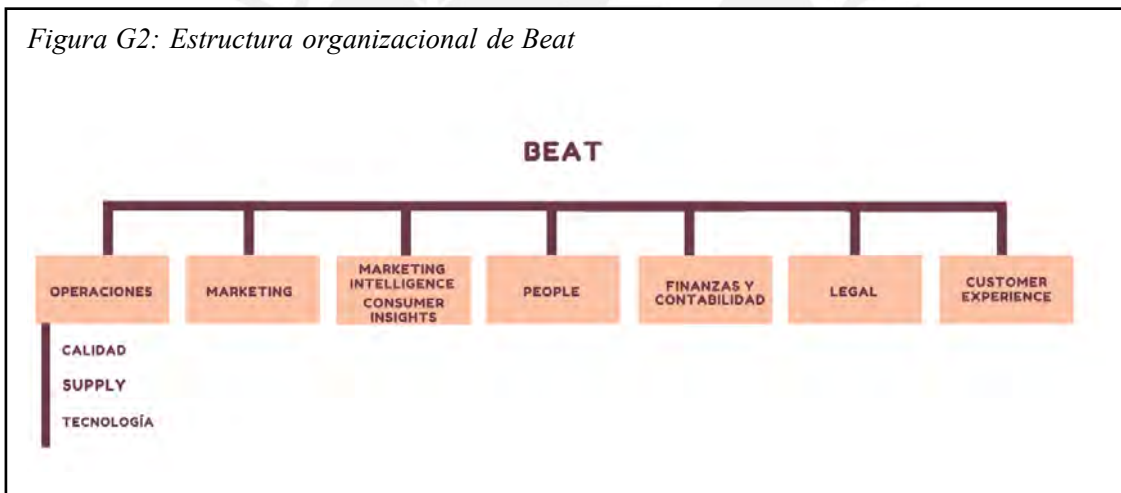 Figura G2: Estructura organizacional de Beat
BEAT
OPERACIONES
MARKETING
MARKETING
INTELLIGENCE
CONSUMER
INSIGHTS
PEOPLE
FINANZAS Y
CONTABILIDAD
LEGAL
CUSTOMER
EXPERIENCE
CALIDAD
SUPPLY
TECNOLOGÍA